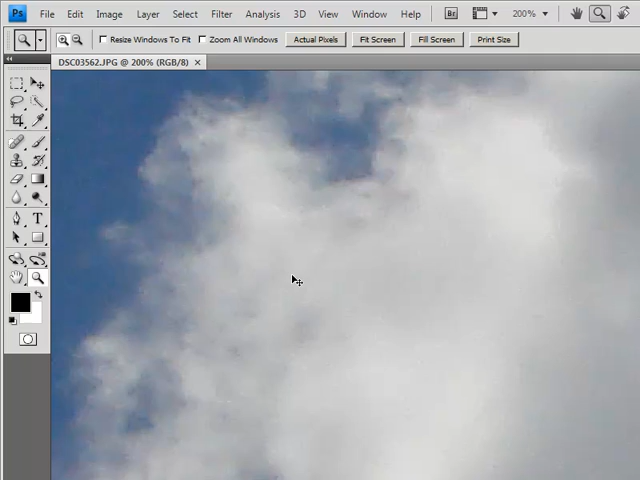 Ps File Edit Image Layer Select Filter Analysis 3D View Window Help Br 200%
Resize Windows To Fit Zoom All Windows Actual Pixels Fit Screen Fill Screen Print Size
DSC03562.JPG @ 200% (RGB/8) ×
T